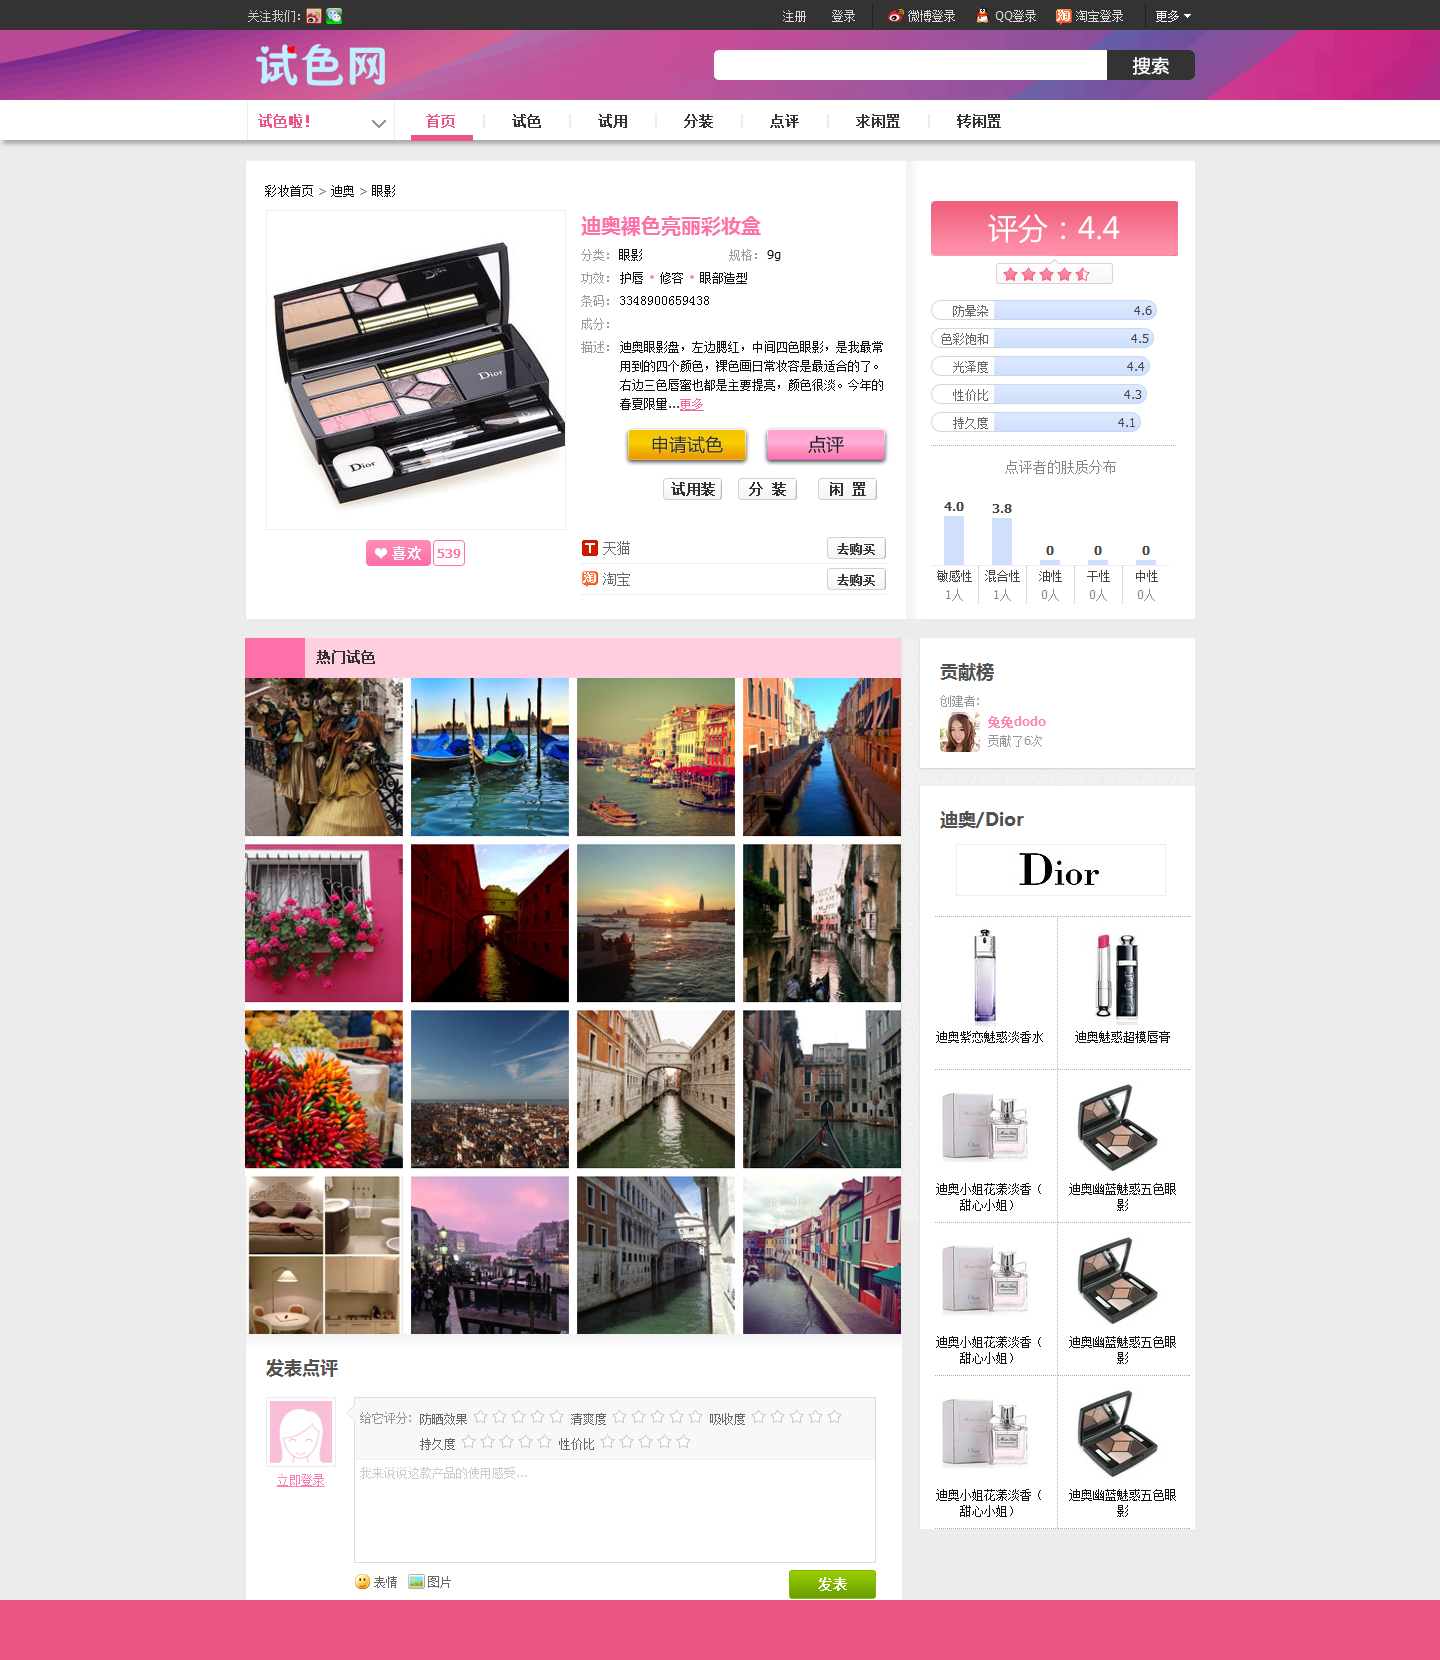 关注我们：
注册 登录 微博登录 QQ登录 淘宝登录 更多
试色网
搜索
试色啦！ 首页 试色 试用 分装 点评 求闲置 转闲置
彩妆首页 > 迪奥 > 眼影
迪奥裸色亮丽彩妆盒
分类： 眼影 规格： 9g
功效： 护唇 • 修容 • 眼部造型
条码： 3348900659438
成分：
描述： 迪奥眼影盘，左边腮红，中间四色眼影，是我最常
用到的四个颜色，裸色画日常妆容是最适合的了。
右边三色唇蜜也都是主要提亮，颜色很淡。今年的
春夏限量...更多
申请试色 点评
试用装 分 装 闲 置
T 天猫 去购买
淘 淘宝 去购买
Dior
Dior
Dior
喜欢 539
评分：4.4
防晕染 4.6
色彩饱和 4.5
光泽度 4.4
性价比 4.3
持久度 4.1
点评者的肤质分布
4.0 3.8 0 0 0
敏感性 混合性 油性 干性 中性
1人 1人 0人 0人 0人
热门试色
贡献榜
创建者：
兔兔dodo
贡献了6次
迪奥/Dior
Dior
迪奥紫恋魅惑淡香水 迪奥魅惑超模唇膏
迪奥小姐花漾淡香（
甜心小姐）
迪奥幽蓝魅惑五色眼
影
迪奥小姐花漾淡香（
甜心小姐）
迪奥幽蓝魅惑五色眼
影
迪奥小姐花漾淡香（
甜心小姐）
迪奥幽蓝魅惑五色眼
影
发表点评
立即登录
给它评分： 防晒效果 清爽度 吸收度
持久度 性价比
我来说说这款产品的使用感受...
表情 图片 发表